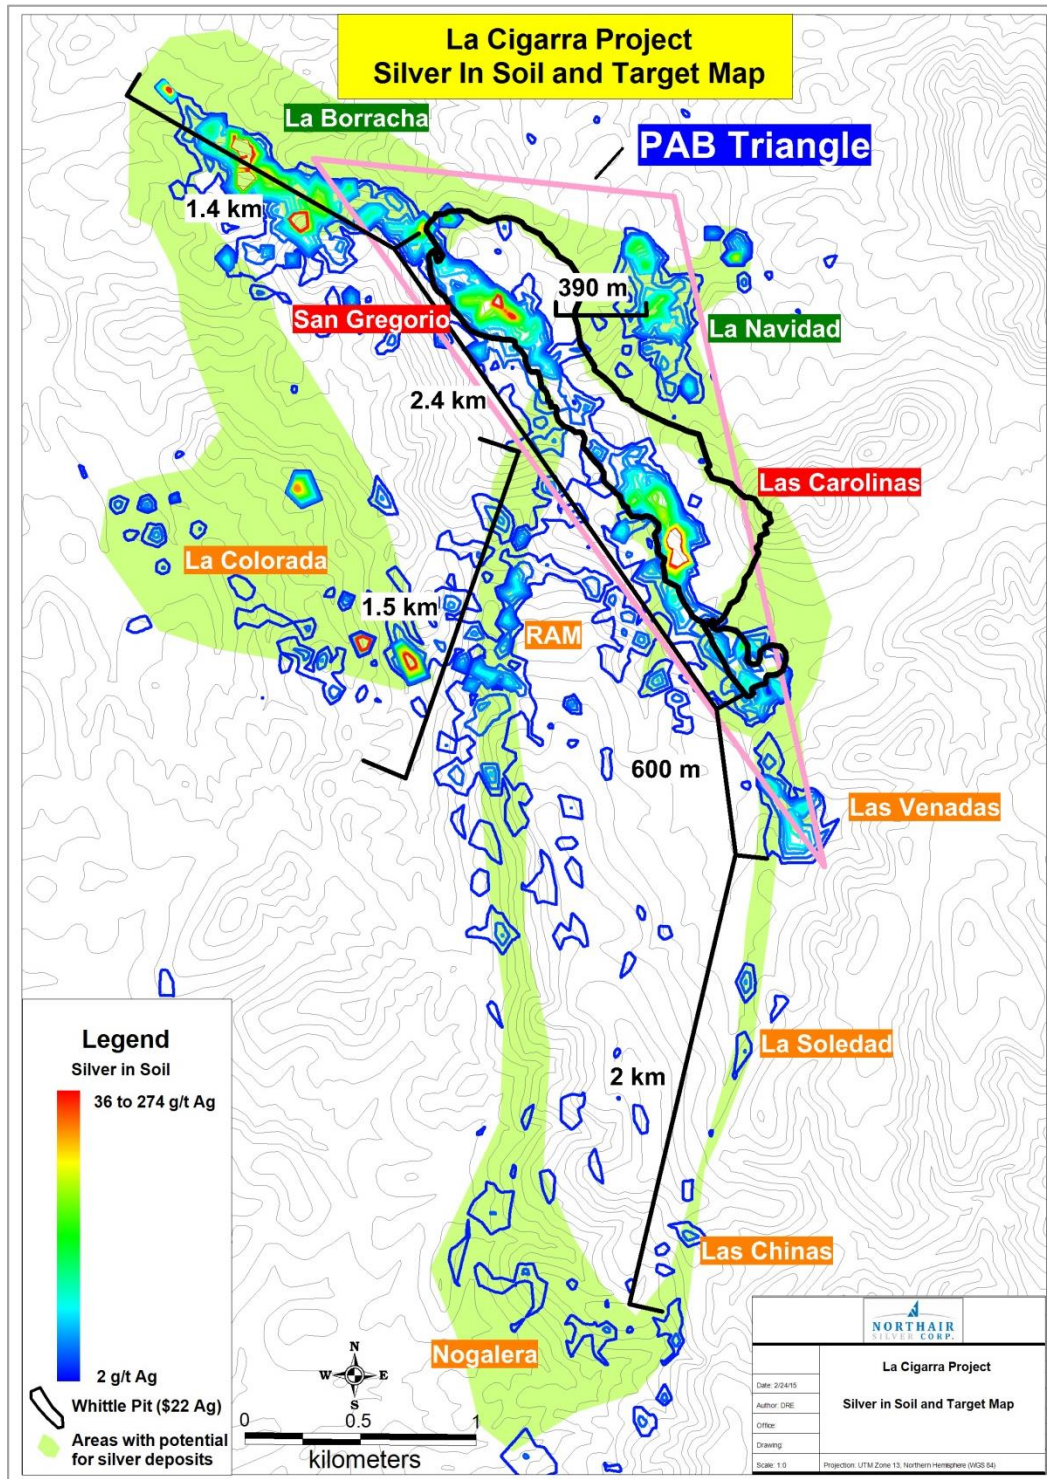 La Cigarra Project
Silver In Soil and Target Map
La Borracha
PAB Triangle
1.4 km
390 m
San Gregorio
La Navidad
2.4 km
Las Carolinas
La Colorada
1.5 km
RAM
600 m
Las Venadas
La Soledad
2 km
Las Chinas
Nogalera
Legend
Silver in Soil
36 to 274 g/t Ag
2 g/t Ag
Whittle Pit ($22 Ag)
Areas with potential
for silver deposits
N
W E
S
0 0.5 1
kilometers
NORTHAIR
SILVER CORP.
La Cigarra Project
Silver in Soil and Target Map
Date: 2/24/15
Author: DRE
Office:
Drawing:
Scale: 1:0
Projection: UTM Zone 13, Northern Hemisphere (WGS 84)